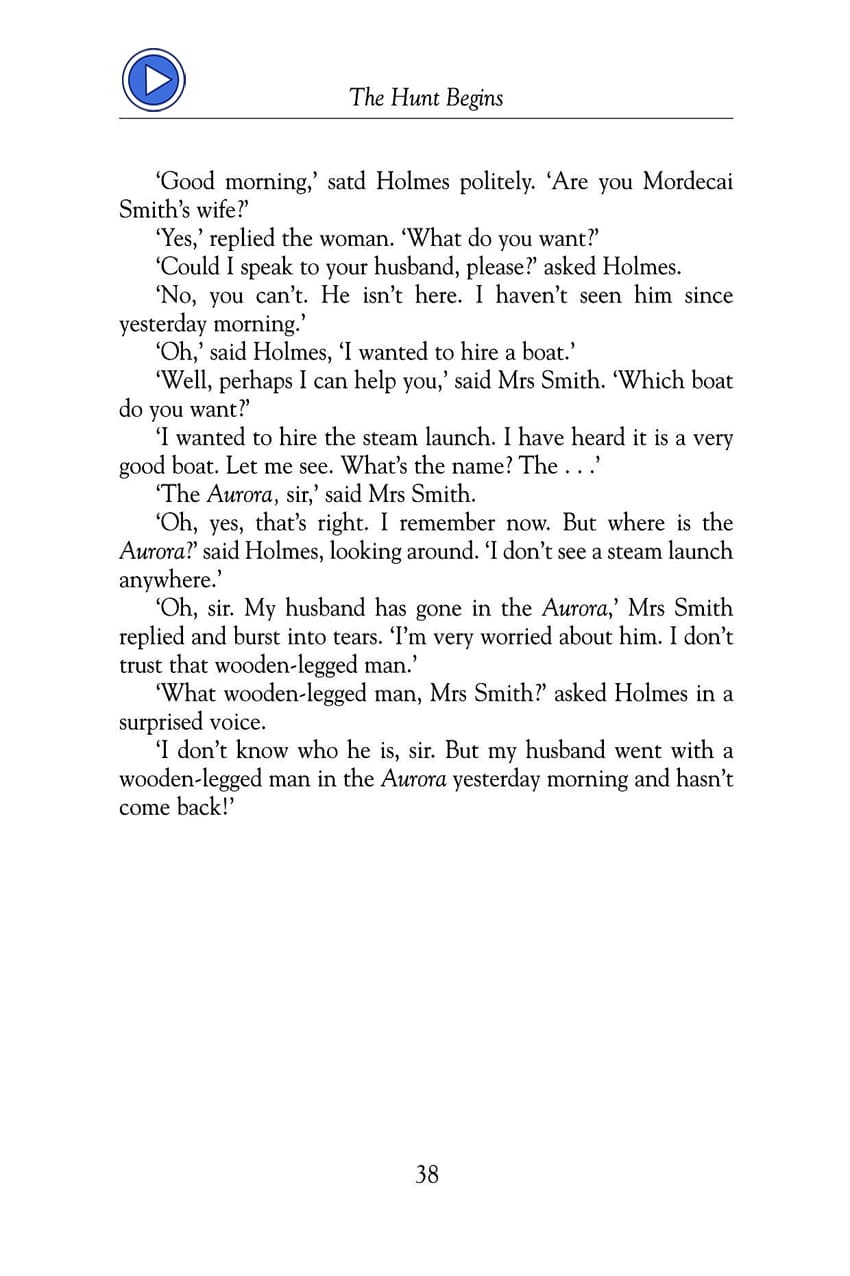 The Hunt Begins
‘Good morning,’ satd Holmes politely. ‘Are you Mordecai
Smith’s wife?’
‘Yes,’ replied the woman. ‘What do you want?’
‘Could I speak to your husband, please?’ asked Holmes.
‘No, you can’t. He isn’t here. I haven’t seen him since
yesterday morning.’
‘Oh,’ said Holmes, ‘I wanted to hire a boat.’
‘Well, perhaps I can help you,’ said Mrs Smith. ‘Which boat
do you want?’
‘I wanted to hire the steam launch. I have heard it is a very
good boat. Let me see. What’s the name? The . . .’
‘The Aurora, sir,’ said Mrs Smith.
‘Oh, yes, that’s right. I remember now. But where is the
Aurora?’ said Holmes, looking around. ‘I don’t see a steam launch
anywhere.’
‘Oh, sir. My husband has gone in the Aurora,’ Mrs Smith
replied and burst into tears. ‘I’m very worried about him. I don’t
trust that wooden-legged man.’
‘What wooden-legged man, Mrs Smith?’ asked Holmes in a
surprised voice.
‘I don’t know who he is, sir. But my husband went with a
wooden-legged man in the Aurora yesterday morning and hasn’t
come back!’
38